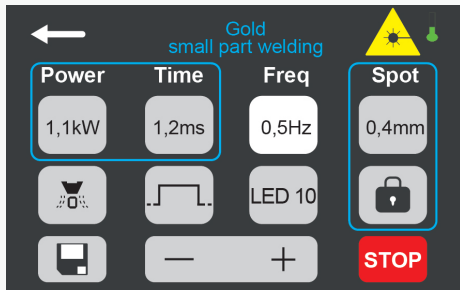 Gold
small part welding
Power Time Freq Spot
1,1kW 1,2ms 0,5Hz 0,4mm
LED 10
STOP